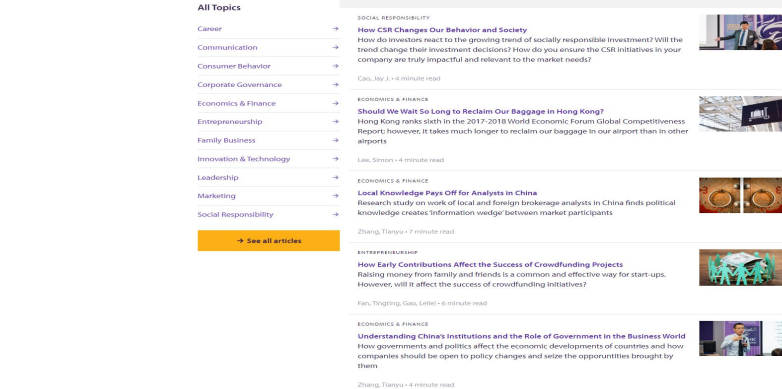 All Topics
Career
Communication
Consumer Behavior
Corporate Governance
Economics & Finance
Entrepreneurship
Family Business
Innovation & Technology
Leadership
Marketing
Social Responsibility
→ See all articles
SOCIAL RESPONSIBILITY
How CSR Changes Our Behavior and Society
How do investors react to the growing trend of socially responsible investment? Will the
trend change their investment decisions? How do you ensure the CSR initiatives in your
company are truly impactful and relevant to the market needs?
Cao, Jay J. • 4 minute read
ECONOMICS & FINANCE
Should We Wait So Long to Reclaim Our Baggage in Hong Kong?
Hong Kong ranks sixth in the 2017-2018 World Economic Forum Global Competitiveness
Report; however, it takes much longer to reclaim our baggage in our airport than in other
airports
Lee, Simon • 4 minute read
ECONOMICS & FINANCE
Local Knowledge Pays Off for Analysts in China
Research study on work of local and foreign brokerage analysts in China finds political
knowledge creates 'information wedge' between market participants
Zhang, Tianyu • 7 minute read
ENTREPRENEURSHIP
How Early Contributions Affect the Success of Crowdfunding Projects
Raising money from family and friends is a common and effective way for start-ups.
However, will it affect the success of crowdfunding initiatives?
Fan, Tingting, Gao, Leilei • 6 minute read
ECONOMICS & FINANCE
Understanding China's Institutions and the Role of Government in the Business World
How governments and politics affect the economic developments of countries and how
companies should be open to policy changes and seize the opporuntities brought by
them
Zhang, Tianyu • 4 minute read